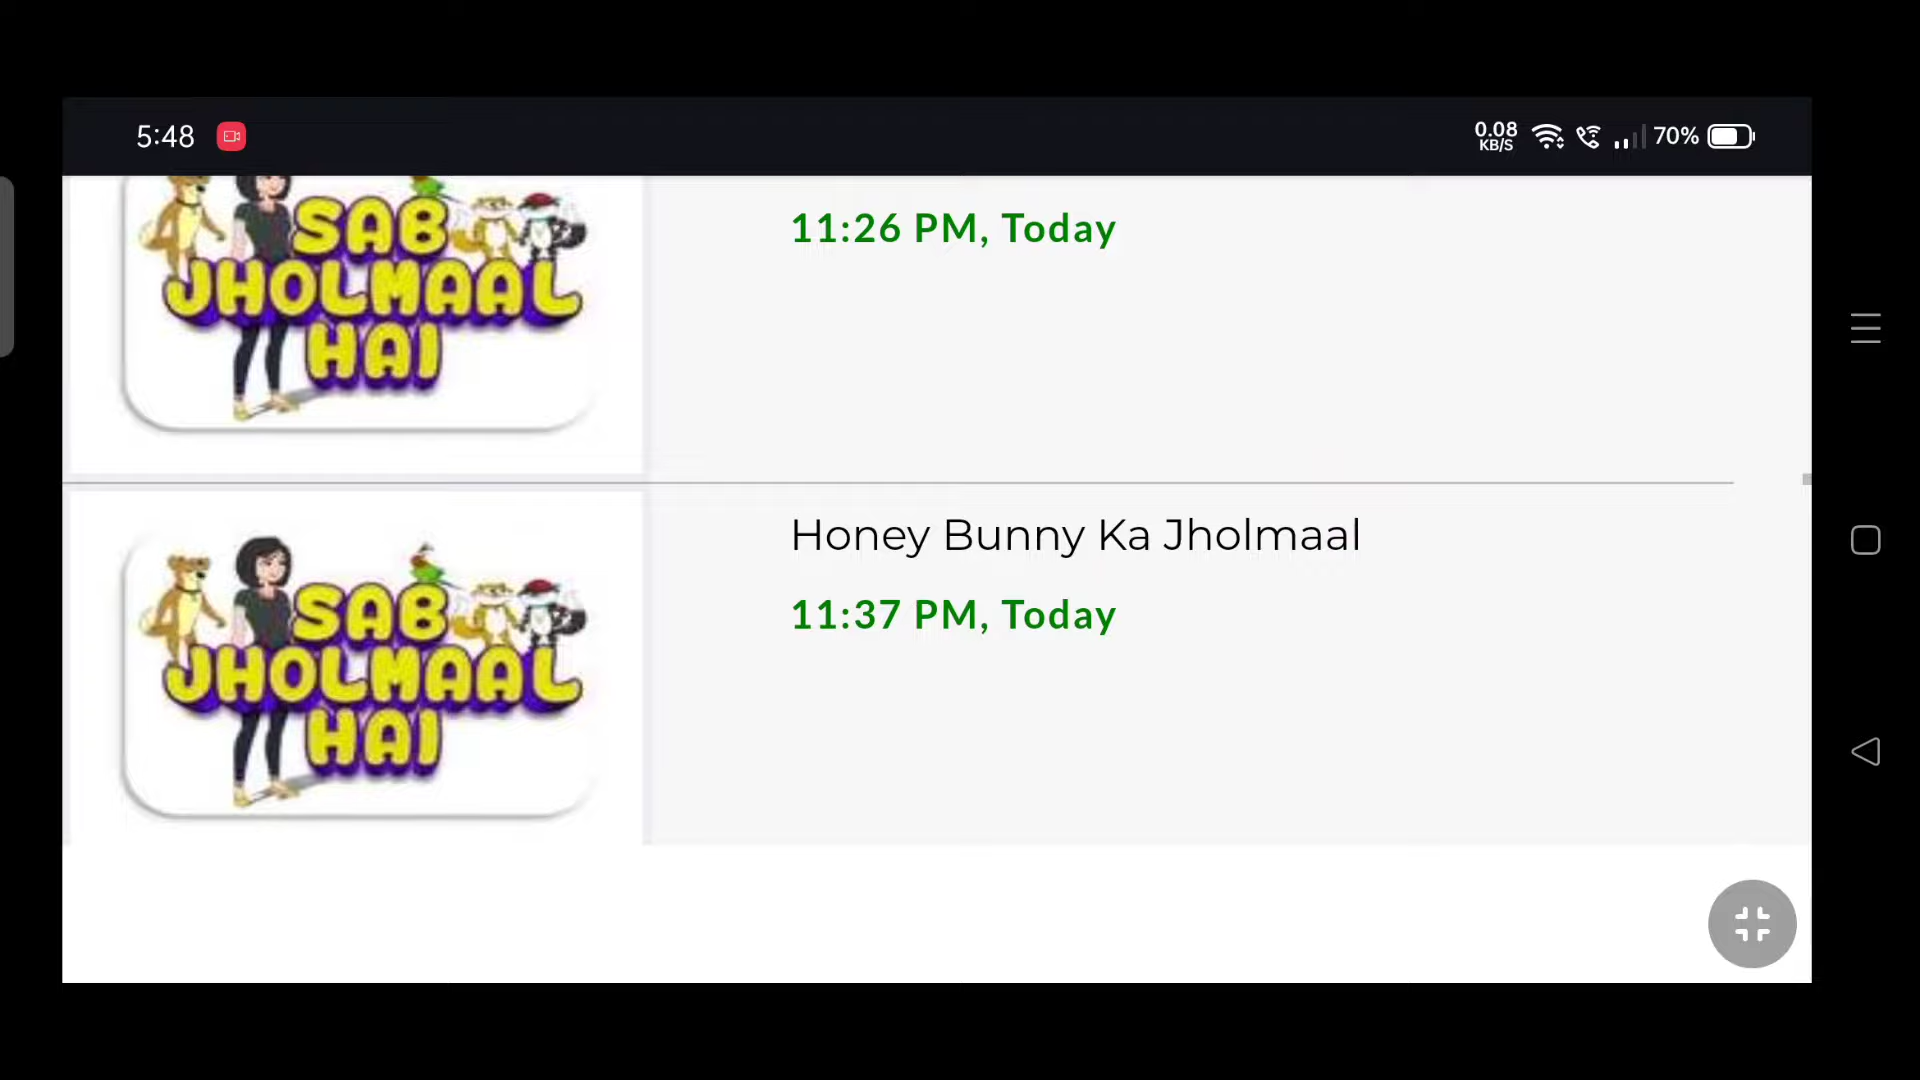 5:48
0.08
KB/S
70%
SAB
JHOLMAAL
HAI
11:26 PM, Today
SAB
JHOLMAAL
HAI
Honey Bunny Ka Jholmaal
11:37 PM, Today